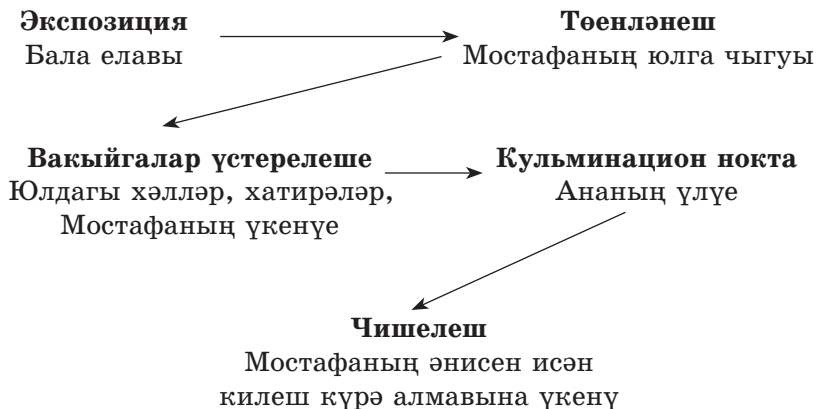 Экспозиция
Бала елавы
Төенләнеш
Мостафаның юлга чыгуы
Вакыйгалар үстерелеше
Юлдагы хәлләр, хатирәләр,
Мостафаның үкенүе
Кульминацион нокта
Ананың үлүе
Чишелеш
Мостафаның әнисен исән
килеш күрә алмавына үкенү